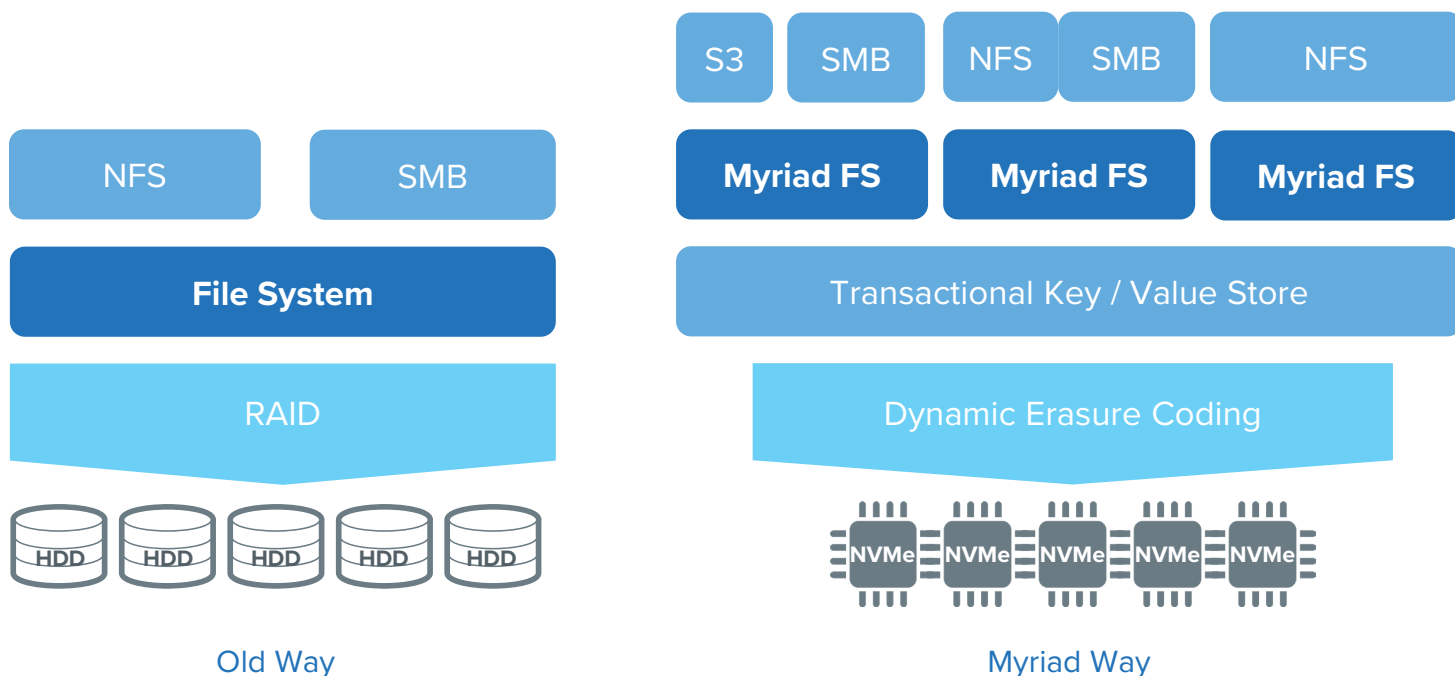 NFS SMB
File System
RAID
HDD HDD HDD HDD HDD
Old Way
S3 SMB NFS SMB NFS
Myriad FS Myriad FS Myriad FS
Transactional Key / Value Store
Dynamic Erasure Coding
NVMe NVMe NVMe NVMe NVMe
Myriad Way